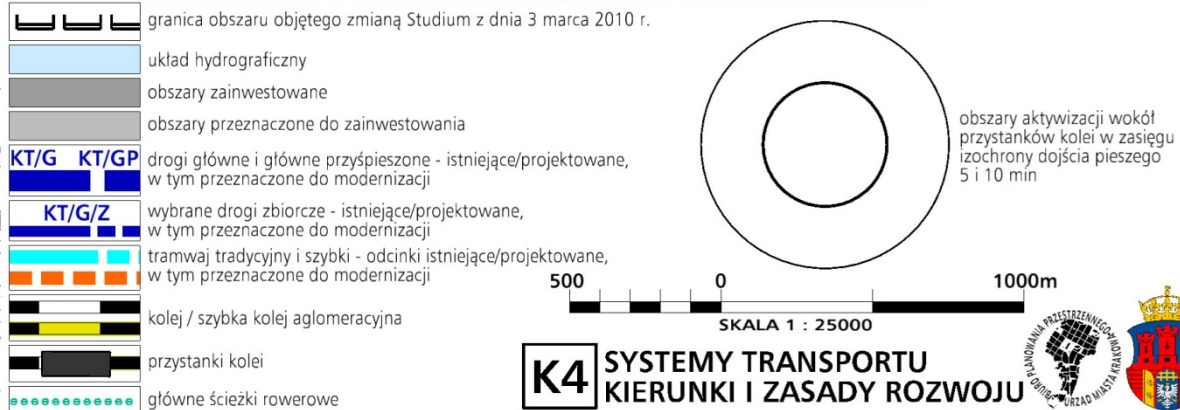 granica obszaru objętego zmianą Studium z dnia 3 marca 2010 r.
układ hydrograficzny
obszary zainwestowane
obszary przeznaczone do zainwestowania
KT/G KT/GP
drogi główne i główne przyśpieszone - istniejące/projektowane,
w tym przeznaczone do modernizacji
KT/G/Z
wybrane drogi zbiorcze - istniejące/projektowane,
w tym przeznaczone do modernizacji
tramwaj tradycyjny i szybki - odcinki istniejące/projektowane,
w tym przeznaczone do modernizacji
kolej / szybka kolej aglomeracyjna
przystanki kolei
główne ścieżki rowerowe
obszary aktywizacji wokół
przystanków kolei w zasięgu
izochrony dojścia pieszego
5 i 10 min
500 0 1000m
SKALA 1 : 25000
K4
SYSTEMY TRANSPORTU
KIERUNKI I ZASADY ROZWOJU
BIURO PLANOWANIA PRZESTRZENNEGO
URZĄD MIASTA KRAKOWA